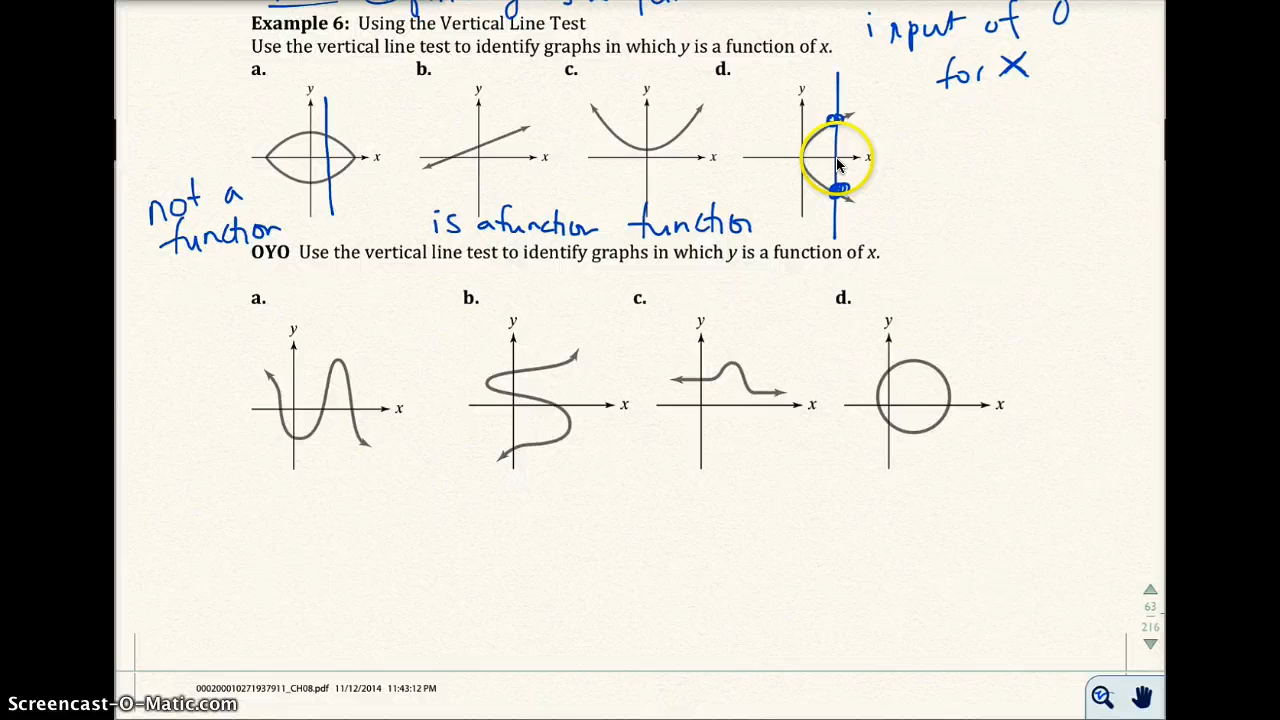 Example 6: Using the Vertical Line Test
Use the vertical line test to identify graphs in which y is a function of x.
input of 0
for X
a. b. c. d.
y y y y
x x x x
not a
function
is a function function
OYO Use the vertical line test to identify graphs in which y is a function of x.
a. b. c. d.
y y y y
x x x x
63
216
000200010271937911_CH08.pdf 11/12/2014 11:43:12 PM
Screencast-O-Matic.com